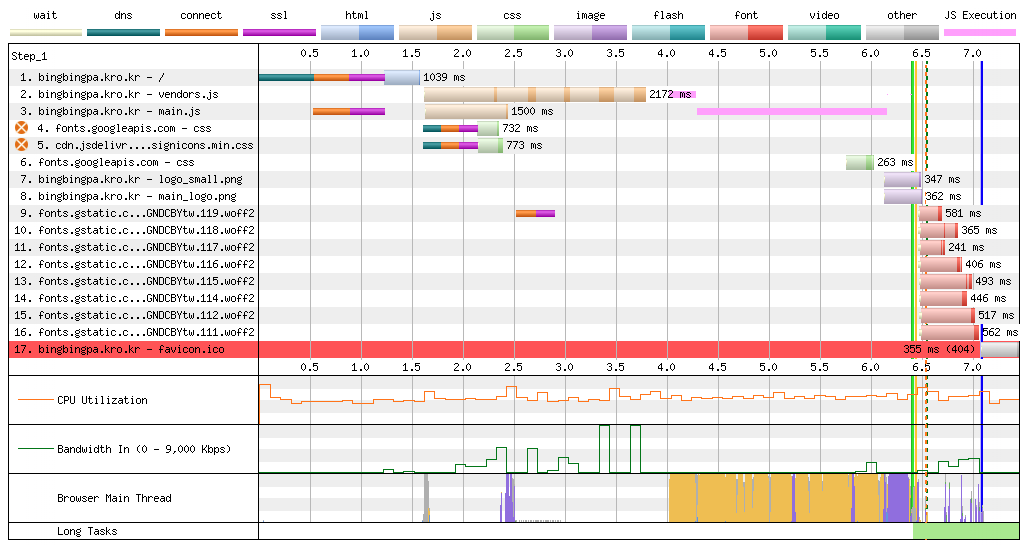 wait dns connect ssl html js css image flash font video other JS Execution
Step_1 0.5 1.0 1.5 2.0 2.5 3.0 3.5 4.0 4.5 5.0 5.5 6.0 6.5 7.0
1. bingbingpa.kro.kr - / 1039 ms
2. bingbingpa.kro.kr - vendors.js 2172 ms
3. bingbingpa.kro.kr - main.js 1500 ms
4. fonts.googleapis.com - css 732 ms
5. cdn.jsdelivr....signicons.min.css 773 ms
6. fonts.googleapis.com - css 263 ms
7. bingbingpa.kro.kr - logo_small.png 347 ms
8. bingbingpa.kro.kr - main_logo.png 362 ms
9. fonts.gstatic.c...GNDCBYtw.119.woff2 581 ms
10. fonts.gstatic.c...GNDCBYtw.118.woff2 365 ms
11. fonts.gstatic.c...GNDCBYtw.117.woff2 241 ms
12. fonts.gstatic.c...GNDCBYtw.116.woff2 406 ms
13. fonts.gstatic.c...GNDCBYtw.115.woff2 493 ms
14. fonts.gstatic.c...GNDCBYtw.114.woff2 446 ms
15. fonts.gstatic.c...GNDCBYtw.112.woff2 517 ms
16. fonts.gstatic.c...GNDCBYtw.111.woff2 562 ms
17. bingbingpa.kro.kr - favicon.ico 355 ms (404)
0.5 1.0 1.5 2.0 2.5 3.0 3.5 4.0 4.5 5.0 5.5 6.0 6.5 7.0
CPU Utilization
Bandwidth In (0 - 9,000 Kbps)
Browser Main Thread
Long Tasks